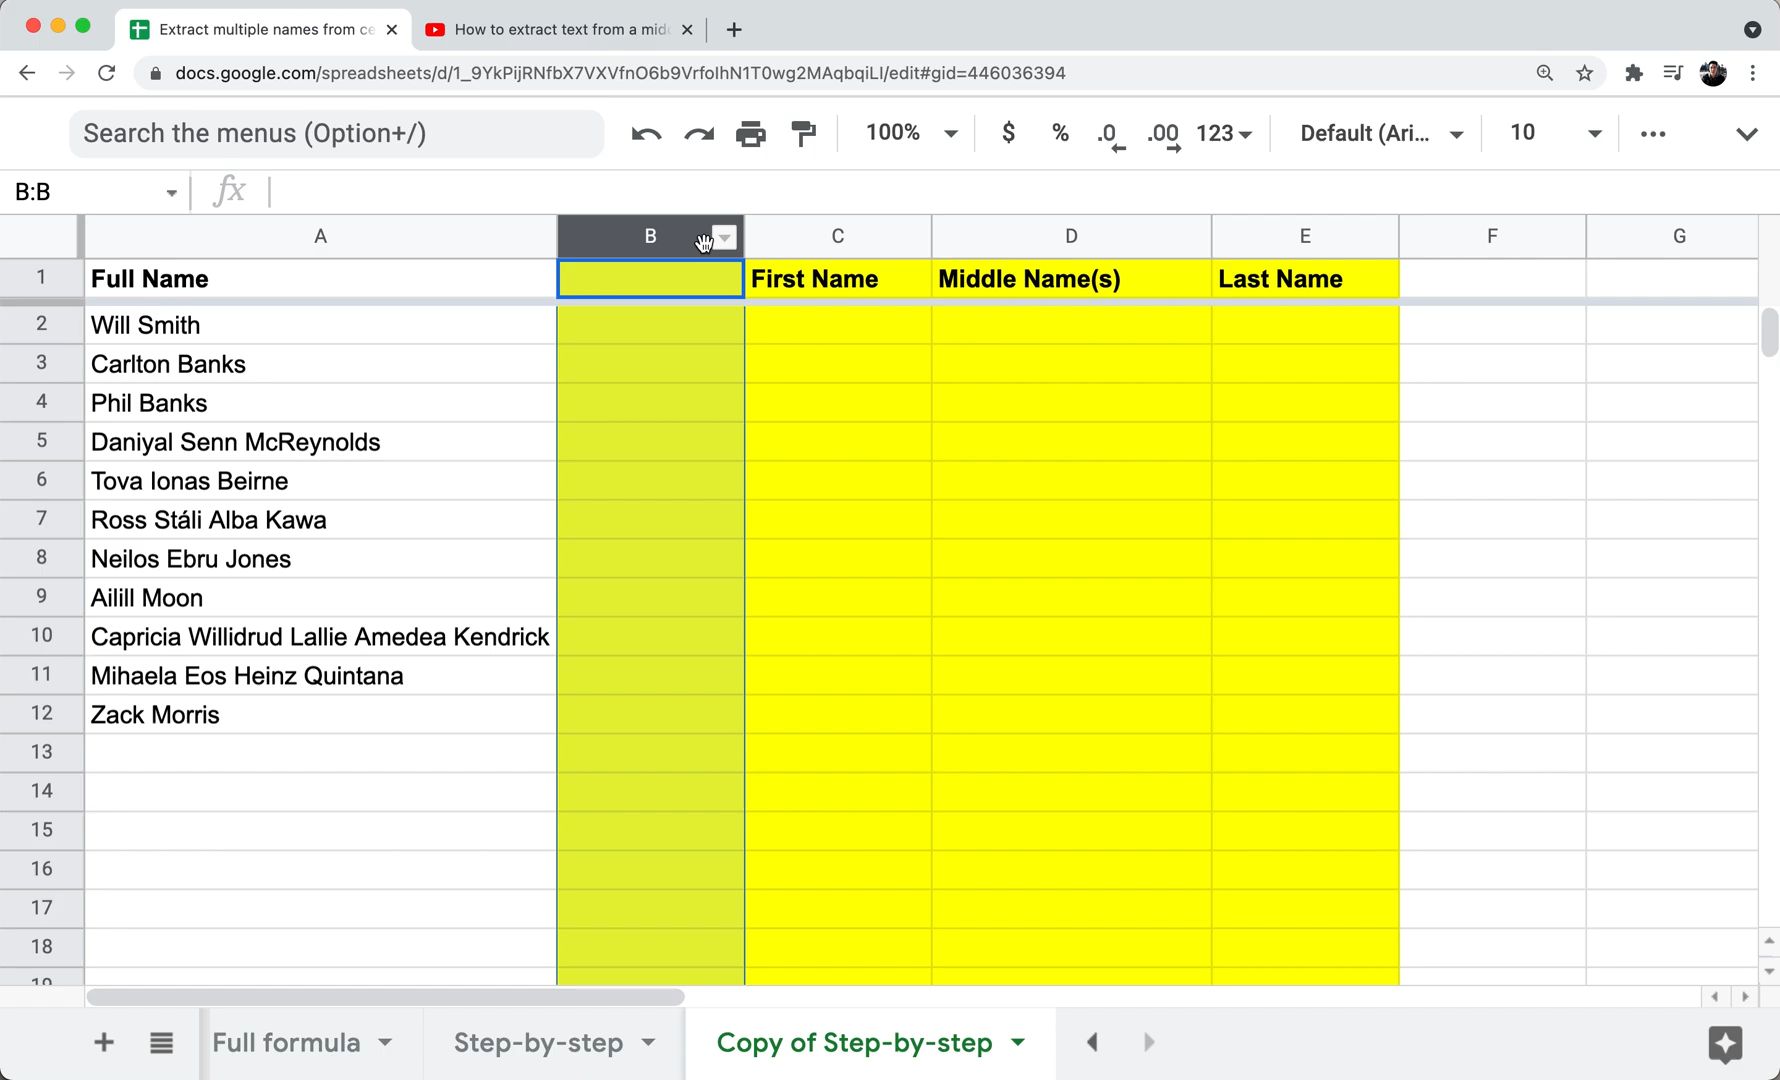 Extract multiple names from ce
How to extract text from a mid
docs.google.com/spreadsheets/d/1_9YkPijRNfbX7VXVfnO6b9VrfolhN1T0wg2MAqbqiLI/edit#gid=446036394
Search the menus (Option+/)
100%
$
%
.0
.00
123
Default (Ari...
10
B:B
fx
A B C D E F G
1 Full Name First Name Middle Name(s) Last Name
2 Will Smith
3 Carlton Banks
4 Phil Banks
5 Daniyal Senn McReynolds
6 Tova Ionas Beirne
7 Ross Stáli Alba Kawa
8 Neilos Ebru Jones
9 Ailill Moon
10 Capricia Willidrud Lallie Amedea Kendrick
11 Mihaela Eos Heinz Quintana
12 Zack Morris
13
14
15
16
17
18
19
Full formula
Step-by-step
Copy of Step-by-step